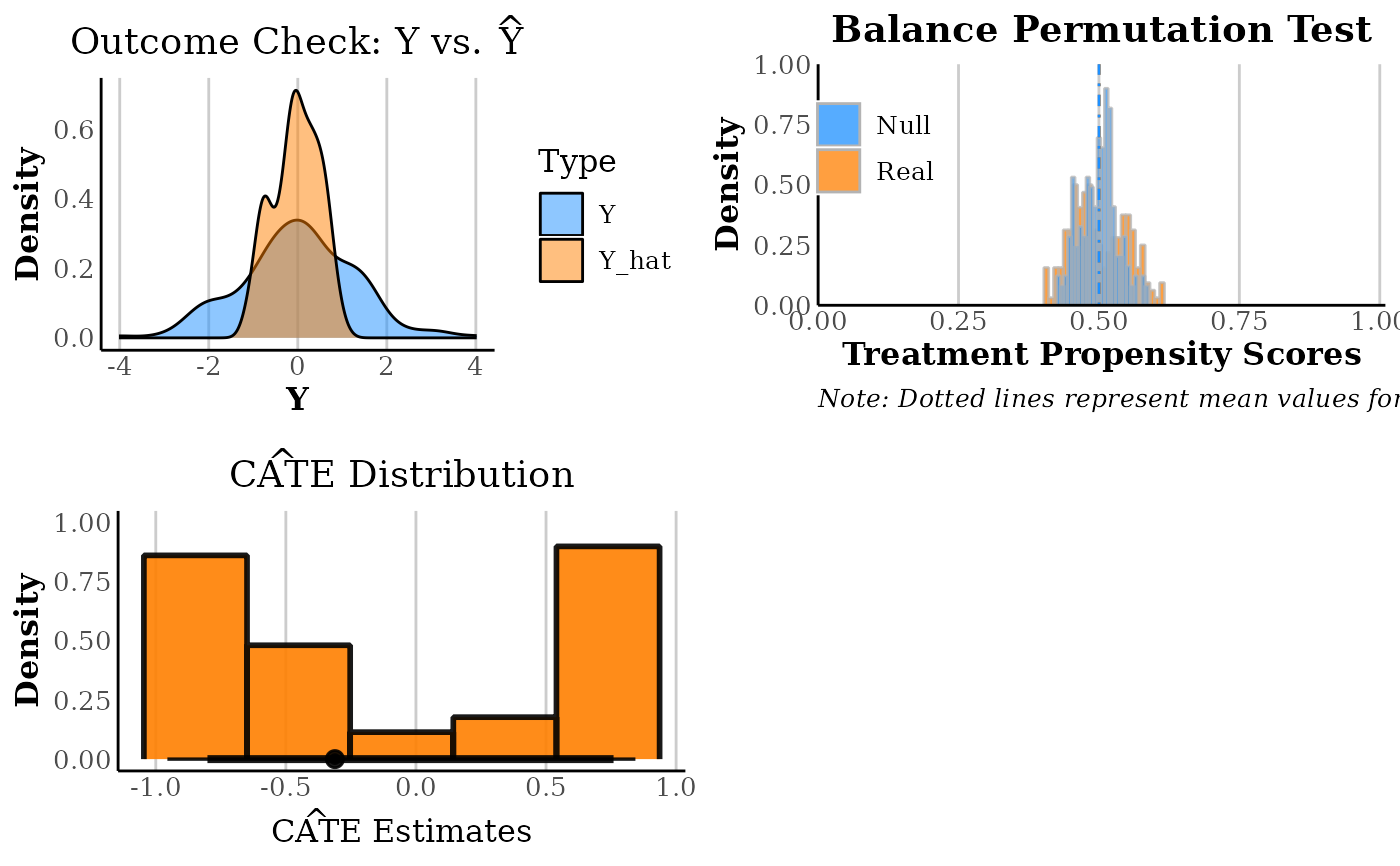 Outcome Check: Y vs. Ŷ
Density
0.6
0.4
0.2
0.0
-4 -2 0 2 4
Y
Type
Y
Y_hat
Balance Permutation Test
Density
1.00
0.75
0.50
0.25
0.00
Null
Real
0.00 0.25 0.50 0.75 1.00
Treatment Propensity Scores
Note: Dotted lines represent mean values for
CÂTE Distribution
Density
1.00
0.75
0.50
0.25
0.00
-1.0 -0.5 0.0 0.5 1.0
CÂTE Estimates